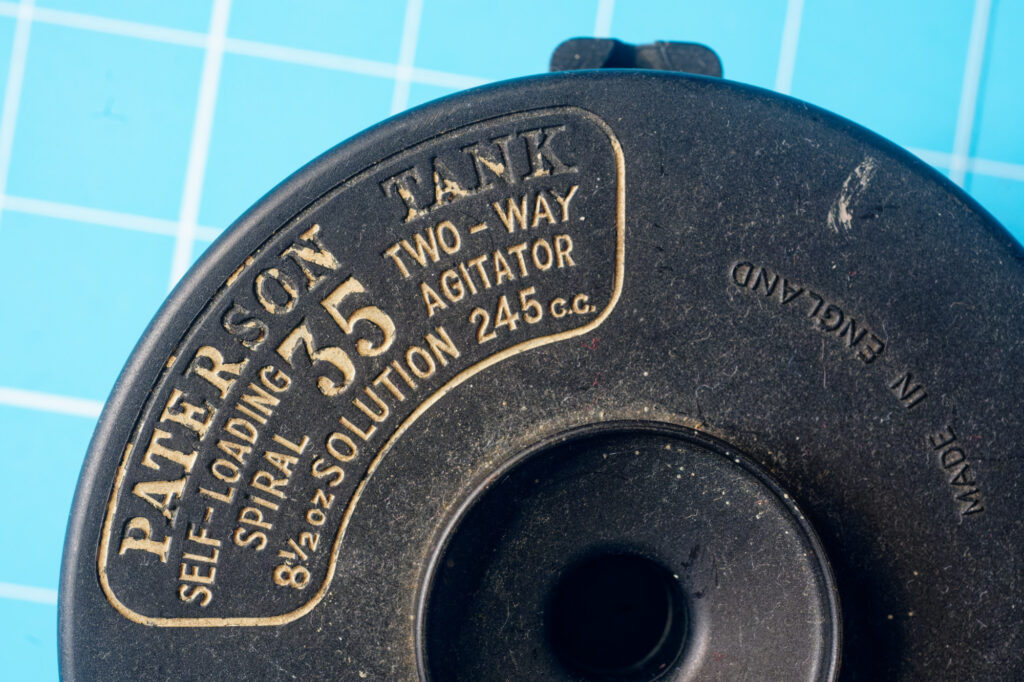 PATERSON 35 TANK
SELF-LOADING TWO-WAY
SPIRAL AGITATOR
8½ OZ SOLUTION 245 C.C.
MADE IN ENGLAND